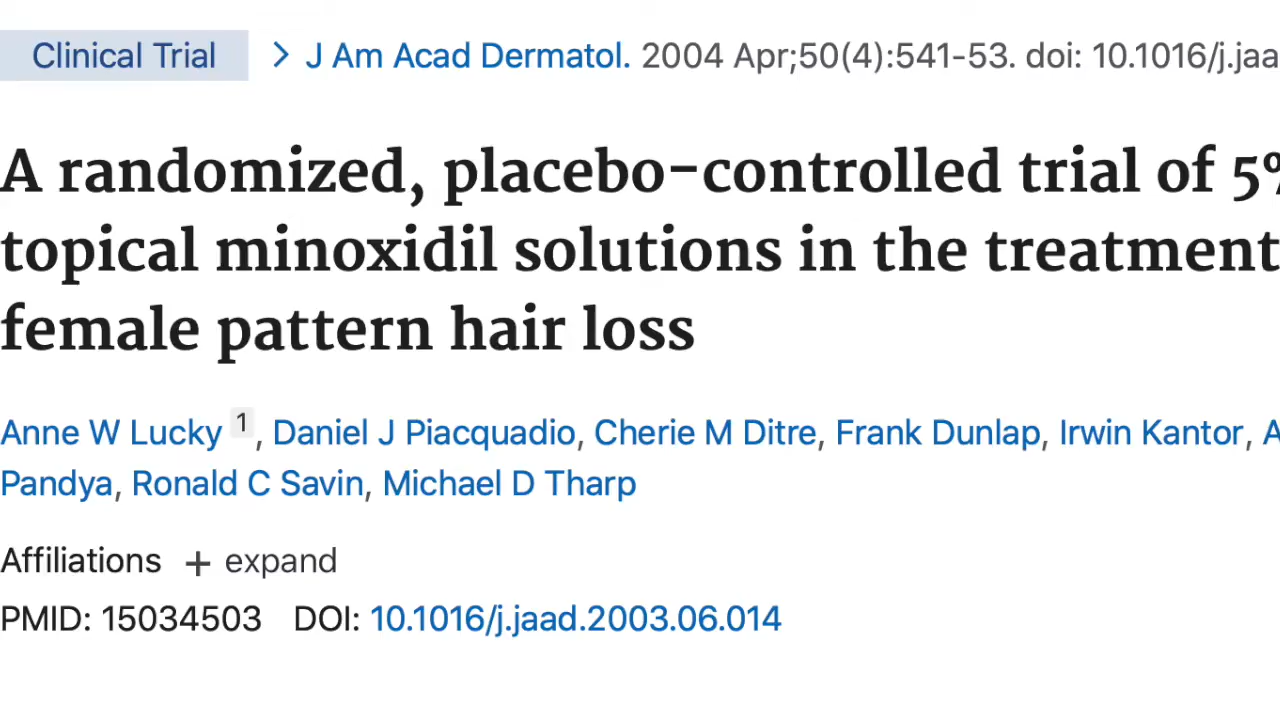 Clinical Trial > J Am Acad Dermatol. 2004 Apr;50(4):541-53. doi: 10.1016/j.jaa
A randomized, placebo-controlled trial of 5%
topical minoxidil solutions in the treatment
female pattern hair loss
Anne W Lucky 1, Daniel J Piacquadio, Cherie M Ditre, Frank Dunlap, Irwin Kantor, A
Pandya, Ronald C Savin, Michael D Tharp
Affiliations + expand
PMID: 15034503 DOI: 10.1016/j.jaad.2003.06.014